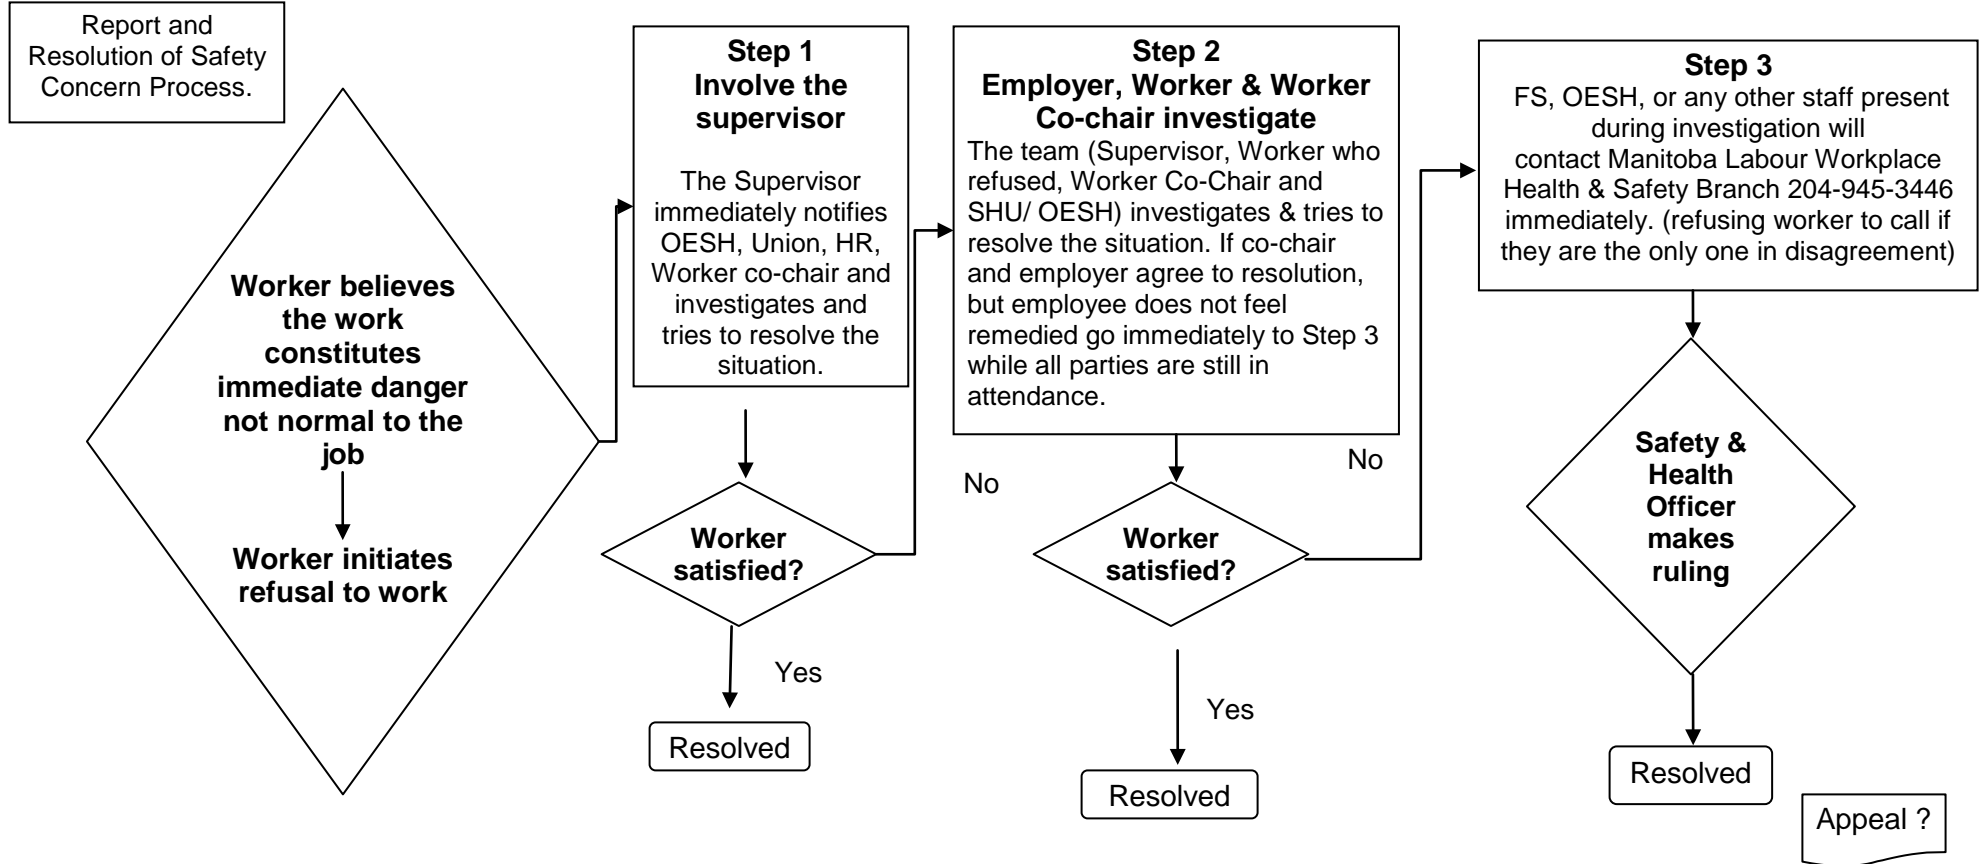 Report and
Resolution of Safety
Concern Process.
Worker believes
the work
constitutes
immediate danger
not normal to the
job
Worker initiates
refusal to work
Step 1
Involve the
supervisor
The Supervisor
immediately notifies
OESH, Union, HR,
Worker co-chair and
investigates and
tries to resolve the
situation.
Worker
satisfied?
Yes
Resolved
No
Step 2
Employer, Worker & Worker
Co-chair investigate
The team (Supervisor, Worker who
refused, Worker Co-Chair and
SHU/ OESH) investigates & tries to
resolve the situation. If co-chair
and employer agree to resolution,
but employee does not feel
remedied go immediately to Step 3
while all parties are still in
attendance.
Worker
satisfied?
Yes
Resolved
No
Step 3
FS, OESH, or any other staff present
during investigation will
contact Manitoba Labour Workplace
Health & Safety Branch 204-945-3446
immediately. (refusing worker to call if
they are the only one in disagreement)
Safety &
Health
Officer
makes
ruling
Resolved
Appeal ?